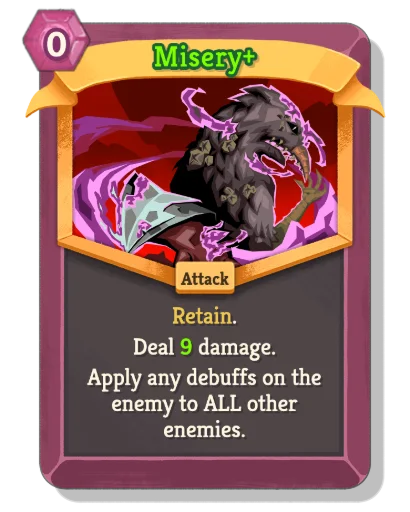 0
Misery+
Attack
Retain.
Deal 9 damage.
Apply any debuffs on the
enemy to ALL other
enemies.